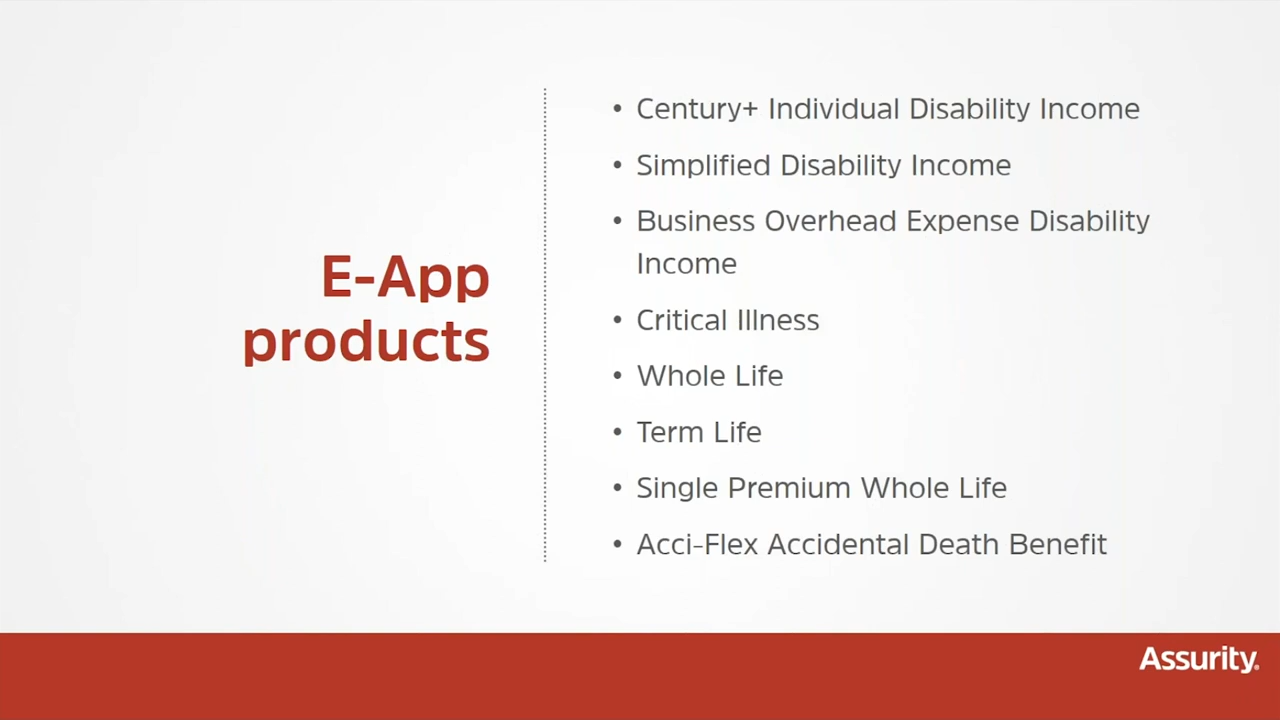 E-App
products
• Century+ Individual Disability Income
• Simplified Disability Income
• Business Overhead Expense Disability
Income
• Critical Illness
• Whole Life
• Term Life
• Single Premium Whole Life
• Acci-Flex Accidental Death Benefit
Assurity®